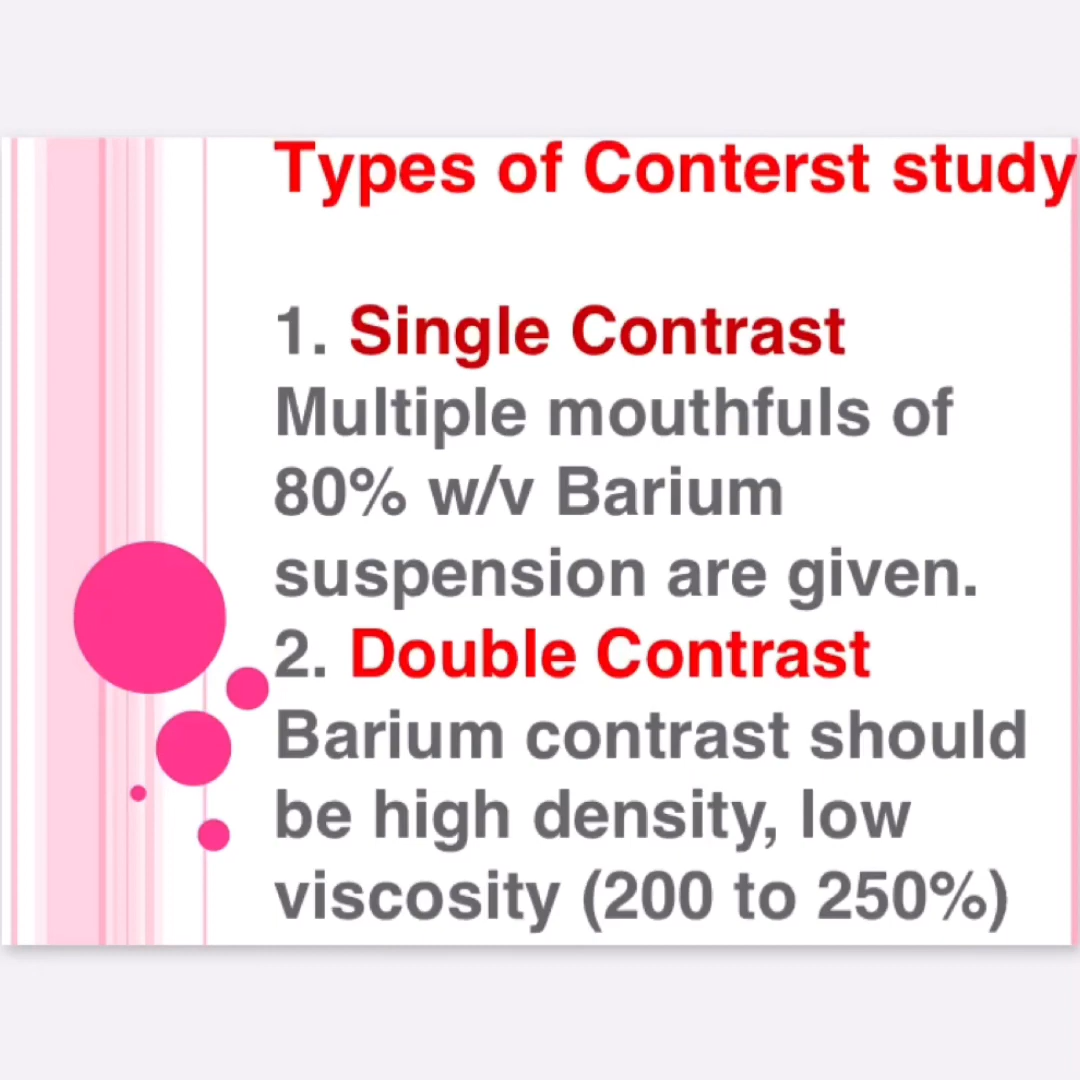 Types of Conterst study
1. Single Contrast
Multiple mouthfuls of
80% w/v Barium
suspension are given.
2. Double Contrast
Barium contrast should
be high density, low
viscosity (200 to 250%)